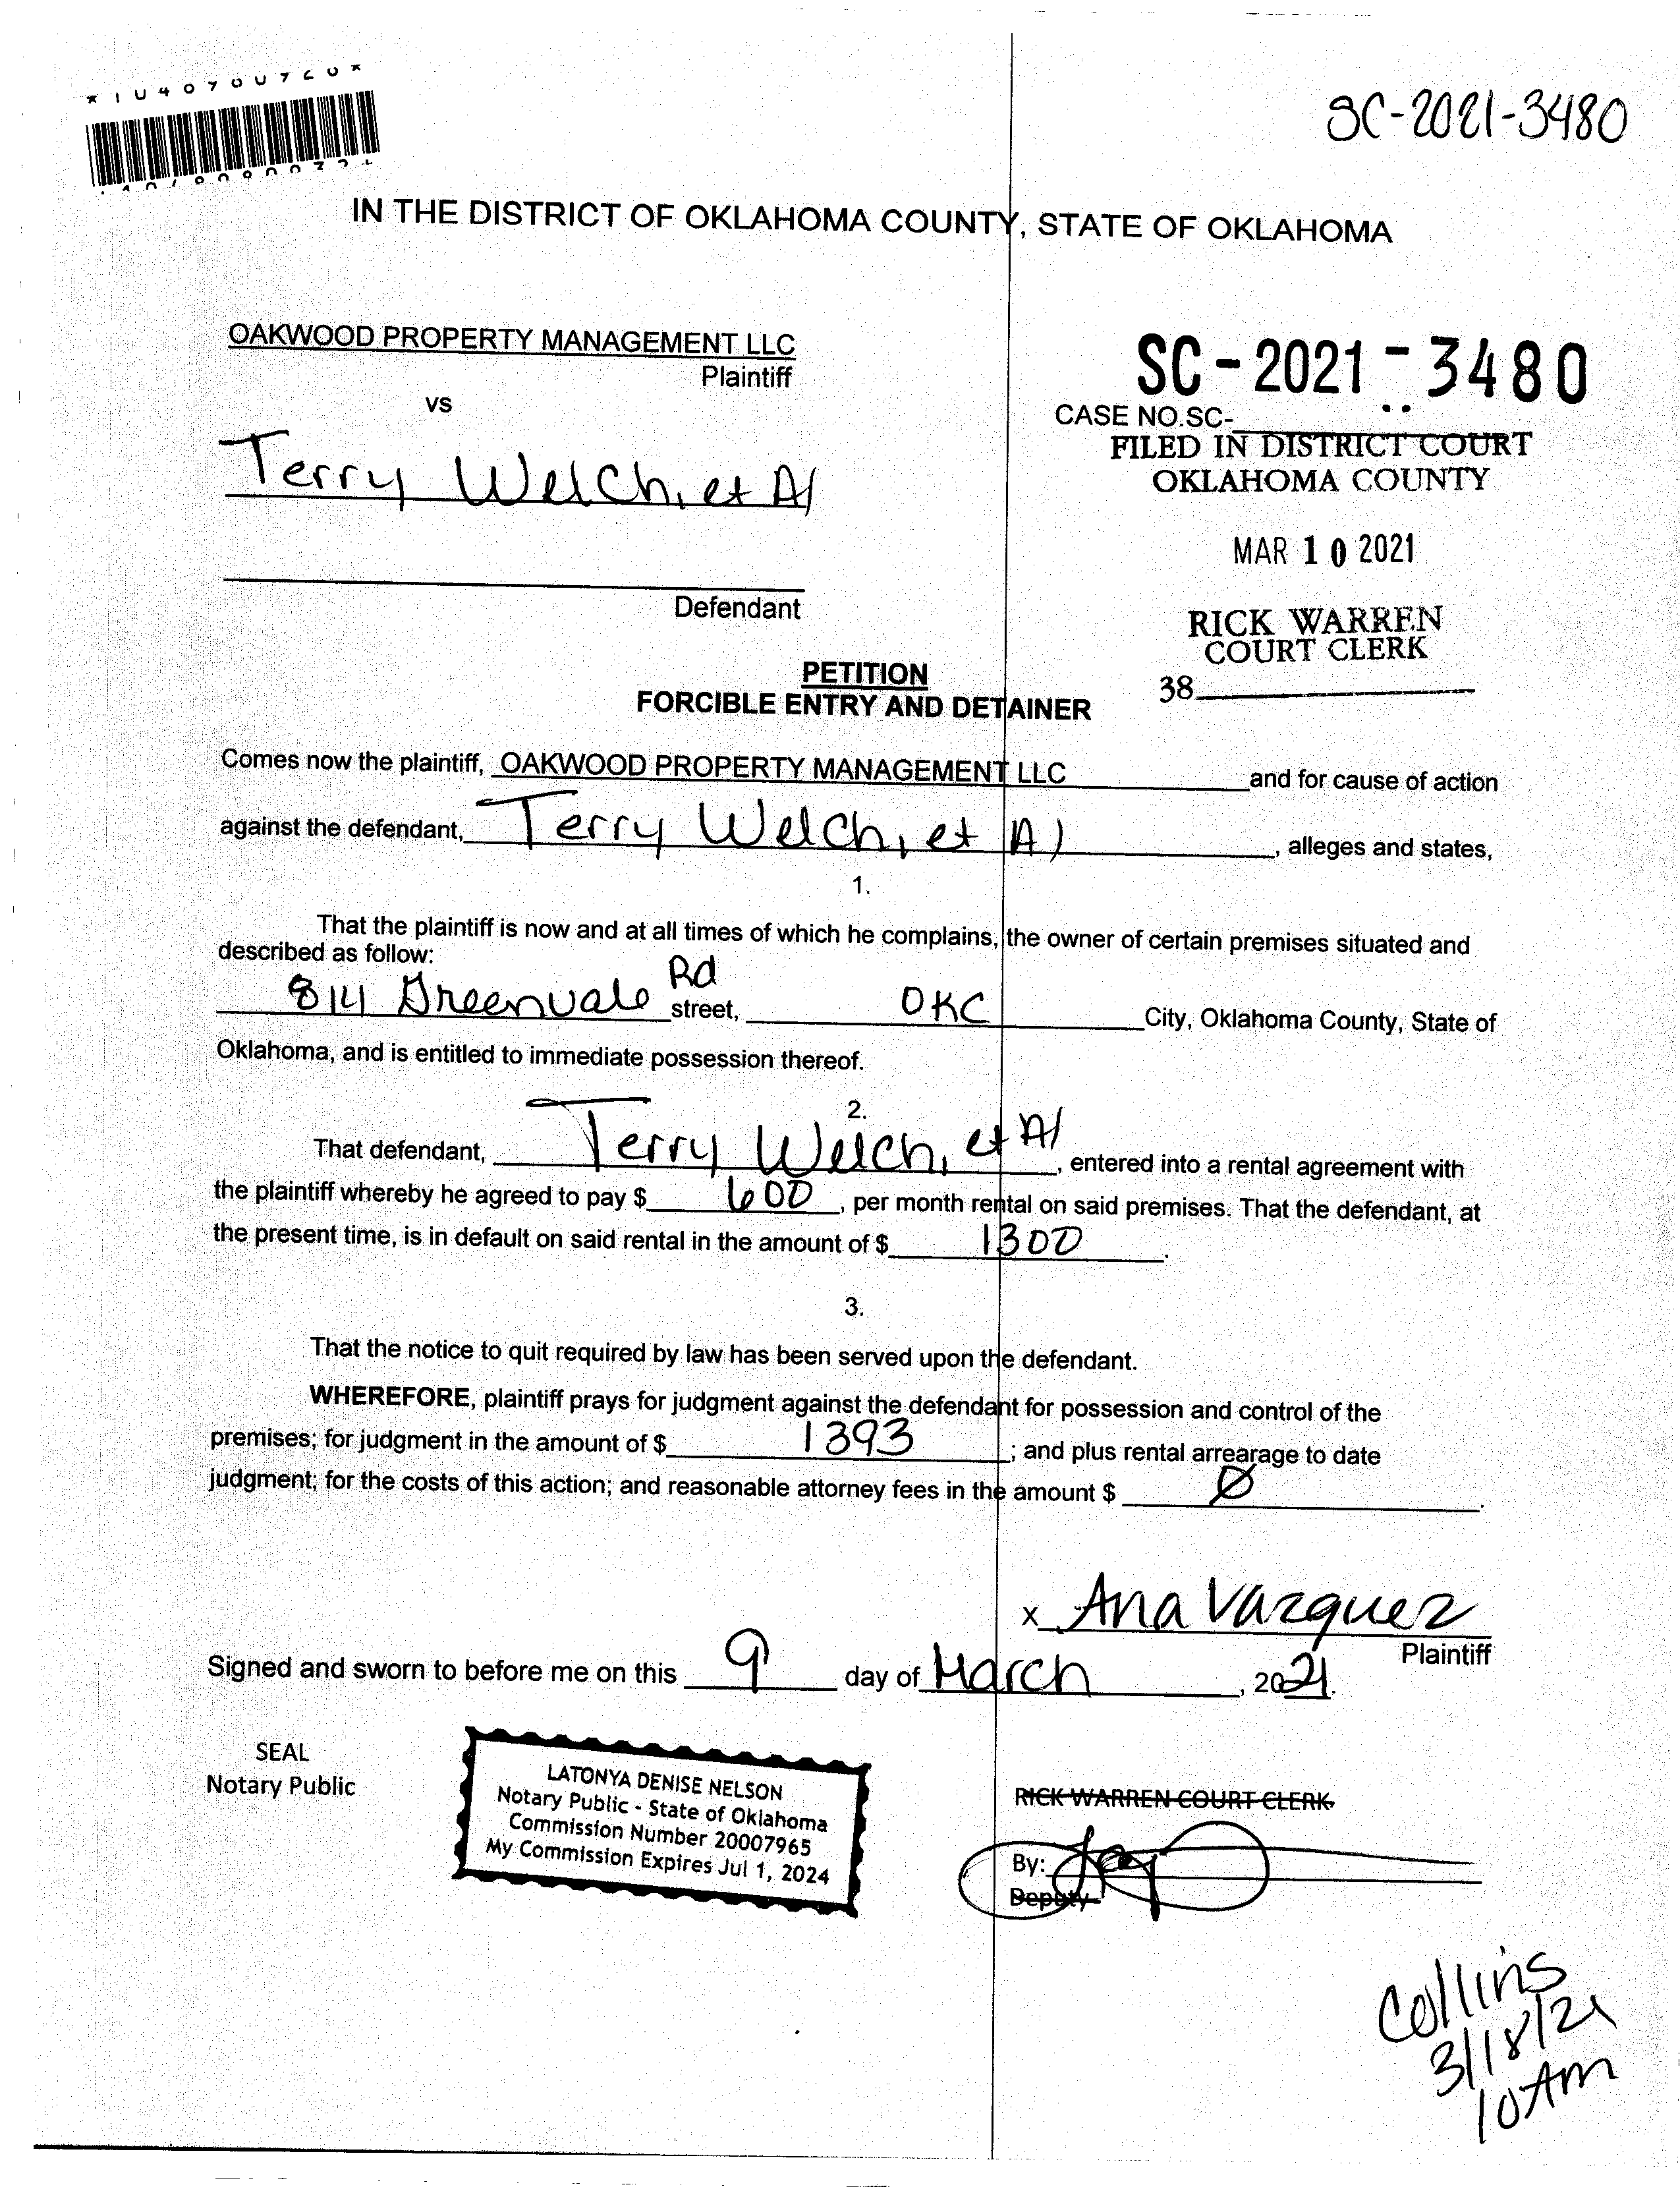 SC-2021-3480
IN THE DISTRICT OF OKLAHOMA COUNTY, STATE OF OKLAHOMA
OAKWOOD PROPERTY MANAGEMENT LLC
Plaintiff
vs
SC-2021-3480
CASE NO.SC-
FILED IN DISTRICT COURT
OKLAHOMA COUNTY
Terry Welch, et Al
MAR 10 2021
Defendant
RICK WARREN
COURT CLERK
38
PETITION
FORCIBLE ENTRY AND DETAINER
Comes now the plaintiff, OAKWOOD PROPERTY MANAGEMENT LLC and for cause of action
against the defendant, Terry Welch, et Al , alleges and states,
1.
That the plaintiff is now and at all times of which he complains, the owner of certain premises situated and
described as follow:
814 Greenvale Rd street, OKC City, Oklahoma County, State of
Oklahoma, and is entitled to immediate possession thereof.
2.
That defendant, Terry Welch, et Al , entered into a rental agreement with
the plaintiff whereby he agreed to pay $ 600 , per month rental on said premises. That the defendant, at
the present time, is in default on said rental in the amount of $ 1300 .
3.
That the notice to quit required by law has been served upon the defendant.
WHEREFORE, plaintiff prays for judgment against the defendant for possession and control of the
premises; for judgment in the amount of $ 1393 ; and plus rental arrearage to date
judgment; for the costs of this action; and reasonable attorney fees in the amount $ Ø .
x Ana Vazquez
Plaintiff
Signed and sworn to before me on this 9 day of March , 2021.
SEAL
Notary Public
LATONYA DENISE NELSON
Notary Public - State of Oklahoma
Commission Number 20007965
My Commission Expires Jul 1, 2024
RICK WARREN COURT CLERK
By:
Deputy
Collins
3/18/21
10 AM